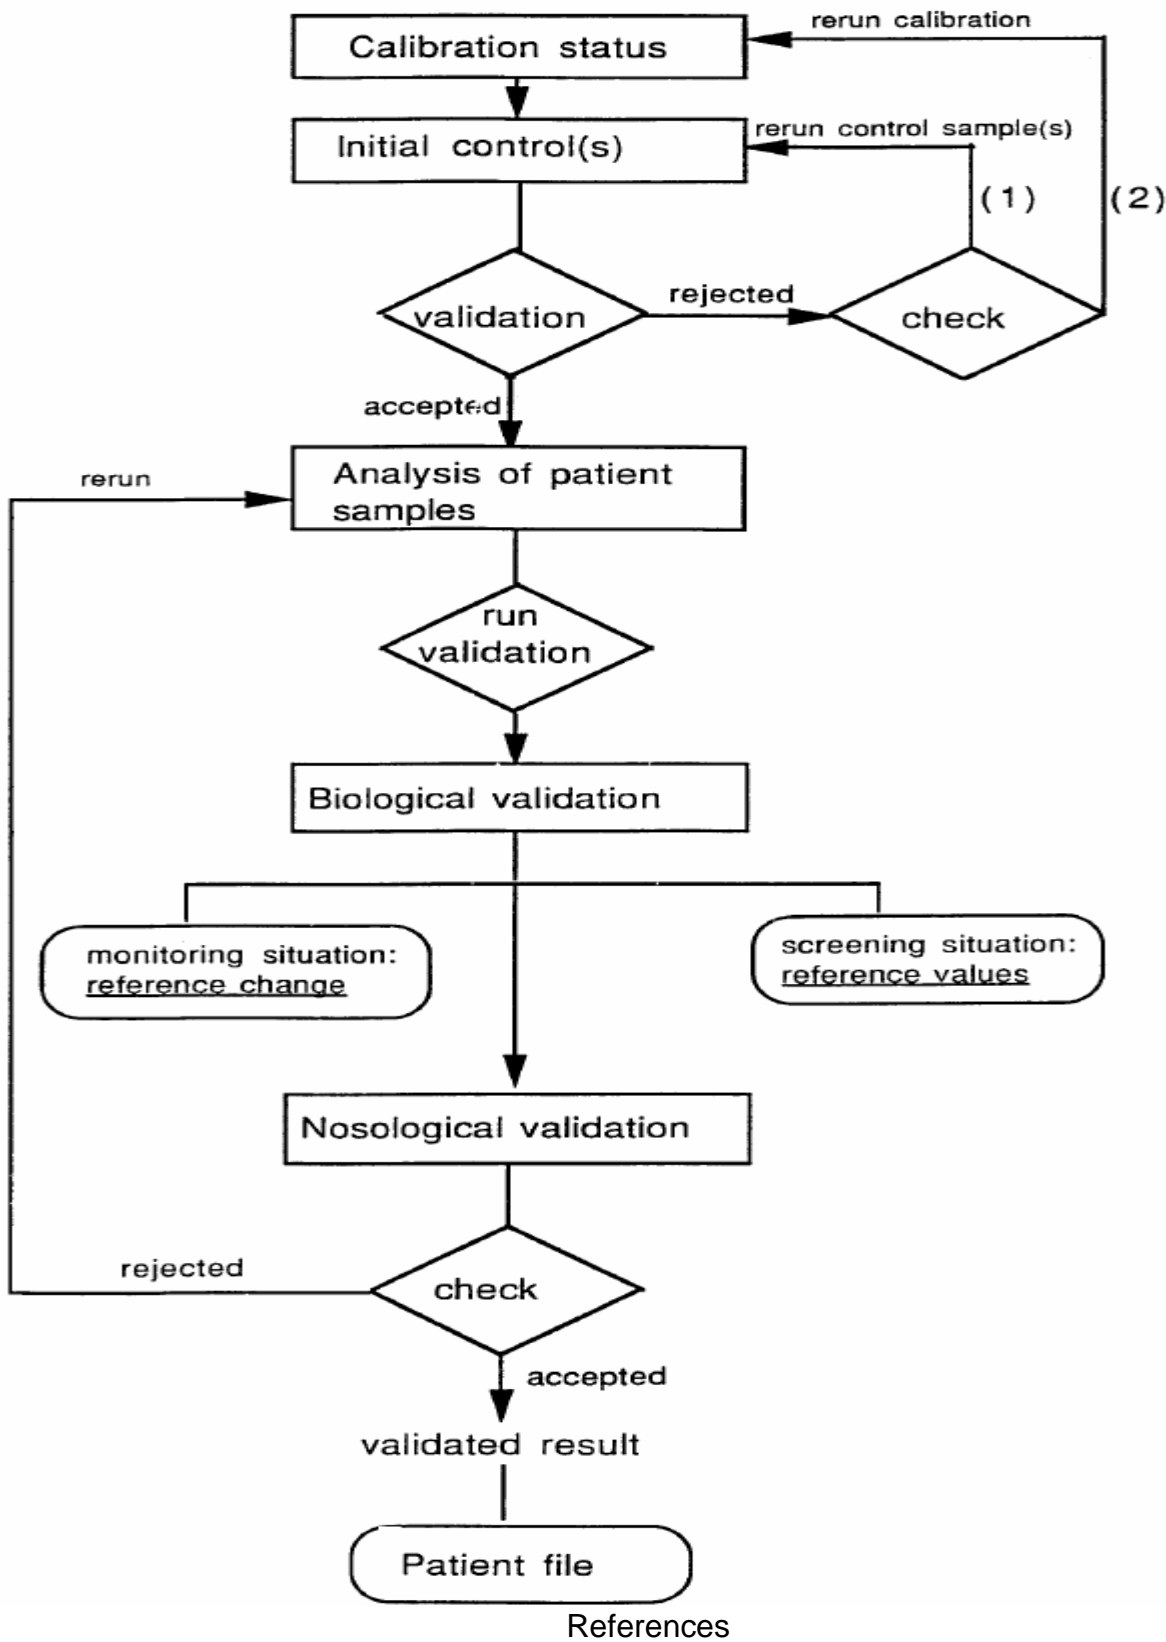 rerun calibration
Calibration status
rerun control sample(s)
Initial control(s)
(1)
(2)
rejected
validation
check
accepted
rerun
Analysis of patient
samples
run
validation
Biological validation
monitoring situation:
reference change
screening situation:
reference values
Nosological validation
rejected
check
accepted
validated result
Patient file
References